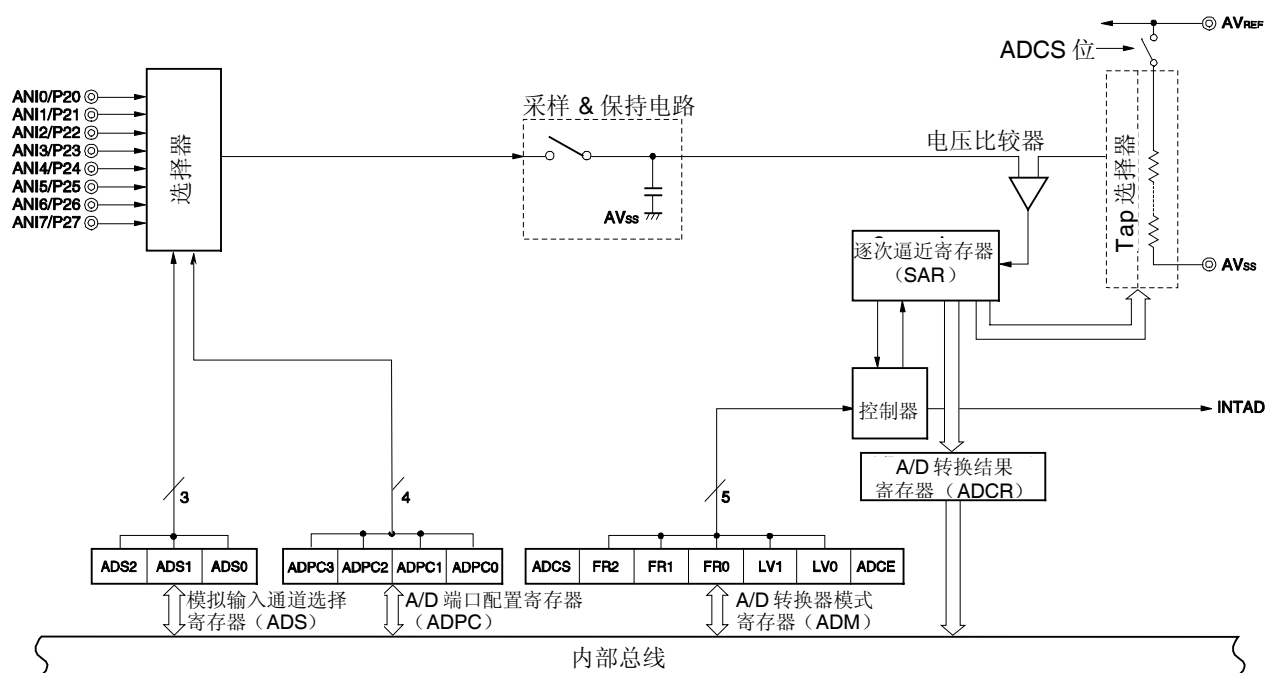 AVREF
ADCS 位
ANI0/P20
ANI1/P21
ANI2/P22
ANI3/P23
ANI4/P24
ANI5/P25
ANI6/P26
ANI7/P27
选择器
采样 & 保持电路
AVSS
电压比较器
Tap 选择器
AVSS
逐次逼近寄存器
（SAR）
控制器
INTAD
A/D 转换结果
寄存器（ADCR）
3
4
5
ADS2 ADS1 ADS0
ADPC3 ADPC2 ADPC1 ADPC0
ADCS FR2 FR1 FR0 LV1 LV0 ADCE
模拟输入通道选择
寄存器（ADS）
A/D 端口配置寄存器
（ADPC）
A/D 转换器模式
寄存器（ADM）
内部总线